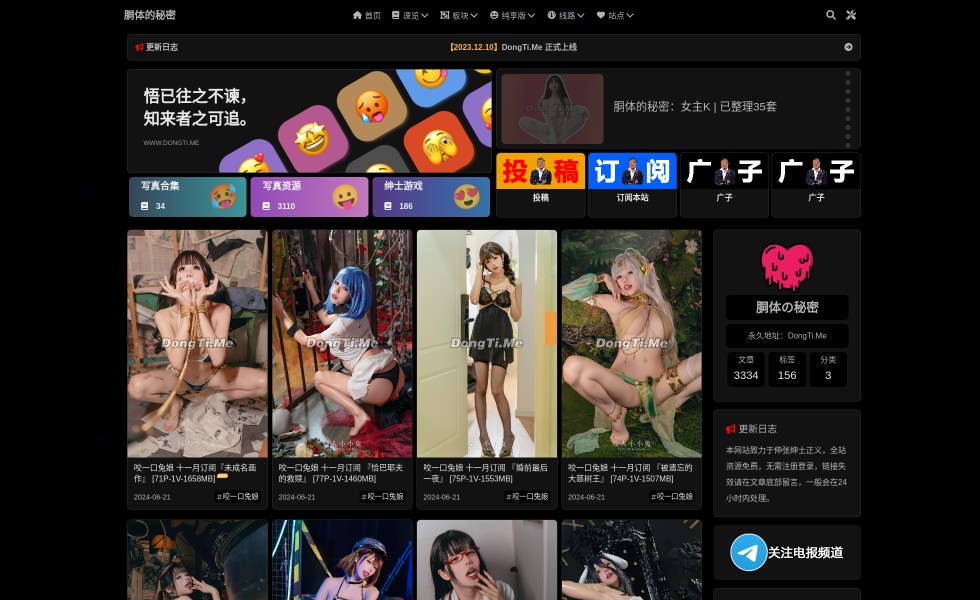 胴体的秘密
首页 速览 板块 纯享版 线路 站点
更新日志
【2023.12.10】DongTi.Me 正式上线
悟已往之不谏，
知来者之可追。
WWW.DONGTI.ME
胴体的秘密：女主K | 已整理35套
写真合集
34
写真资源
3110
绅士游戏
186
投稿
投稿
订阅
订阅本站
广子
广子
广子
广子
DongTi.Me
DongTi.Me
DongTi.Me
DongTi.Me
咬一口兔娘 十一月订阅『未成名画
作』 [71P-1V-1658MB]
2024-06-21
#咬一口兔娘
咬一口兔娘 十一月订阅 『恰巴耶夫
的救赎』 [77P-1V-1460MB]
2024-06-21
#咬一口兔娘
咬一口兔娘 十一月订阅 『婚前最后
一夜』 [75P-1V-1553MB]
2024-06-21
#咬一口兔娘
咬一口兔娘 十一月订阅 『被遗忘的
大慈树王』 [74P-1V-1507MB]
2024-06-21
#咬一口兔娘
胴体の秘密
永久地址：DongTi.Me
文章
3334
标签
156
分类
3
更新日志
本网站致力于伸张绅士正义，全站
资源免费，无需注册登录，链接失
效请在文章底部留言，一般会在24
小时内处理。
关注电报频道